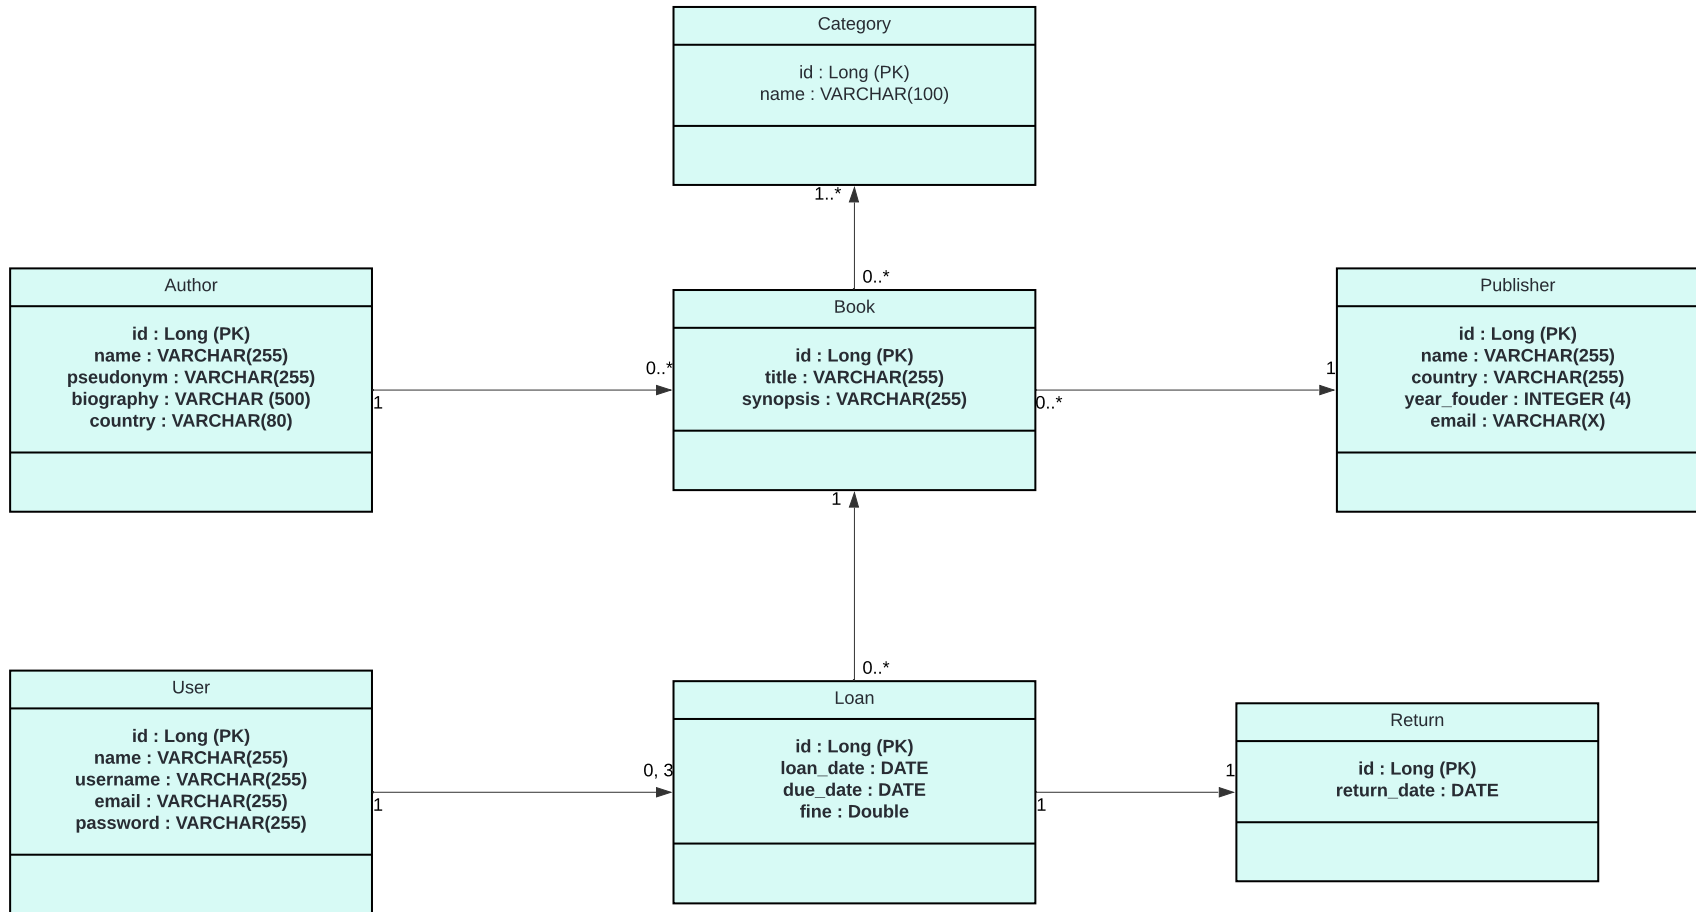 Category
id : Long (PK)
name : VARCHAR(100)
1..*
0..*
Author
id : Long (PK)
name : VARCHAR(255)
pseudonym : VARCHAR(255)
biography : VARCHAR (500)
country : VARCHAR(80)
1
0..*
Book
id : Long (PK)
title : VARCHAR(255)
synopsis : VARCHAR(255)
0..*
1
Publisher
id : Long (PK)
name : VARCHAR(255)
country : VARCHAR(255)
year_fouder : INTEGER (4)
email : VARCHAR(X)
1
0..*
User
id : Long (PK)
name : VARCHAR(255)
username : VARCHAR(255)
email : VARCHAR(255)
password : VARCHAR(255)
1
0, 3
Loan
id : Long (PK)
loan_date : DATE
due_date : DATE
fine : Double
1
1
Return
id : Long (PK)
return_date : DATE